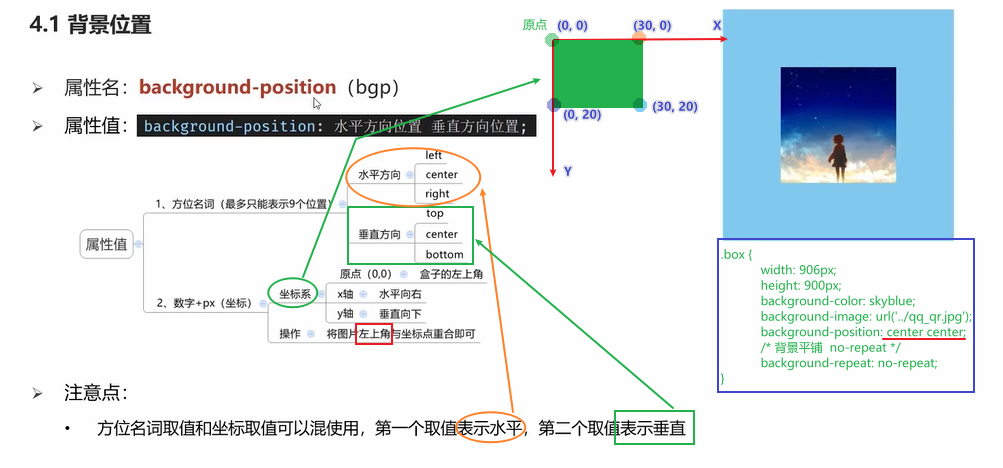 4.1 背景位置
原点 (0, 0) (30, 0) X
(0, 20) (30, 20)
Y
➢ 属性名：background-position（bgp）
➢ 属性值：background-position: 水平方向位置 垂直方向位置;
属性值
1、方位名词（最多只能表示9个位置）
水平方向
left
center
right
垂直方向
top
center
bottom
2、数字+px（坐标）
坐标系
原点（0,0） 盒子的左上角
x轴 水平向右
y轴 垂直向下
操作 将图片左上角与坐标点重合即可
.box {
width: 906px;
height: 900px;
background-color: skyblue;
background-image: url('../qq_qr.jpg');
background-position: center center;
/* 背景平铺 no-repeat */
background-repeat: no-repeat;
}
➢ 注意点：
• 方位名词取值和坐标取值可以混使用，第一个取值表示水平，第二个取值表示垂直